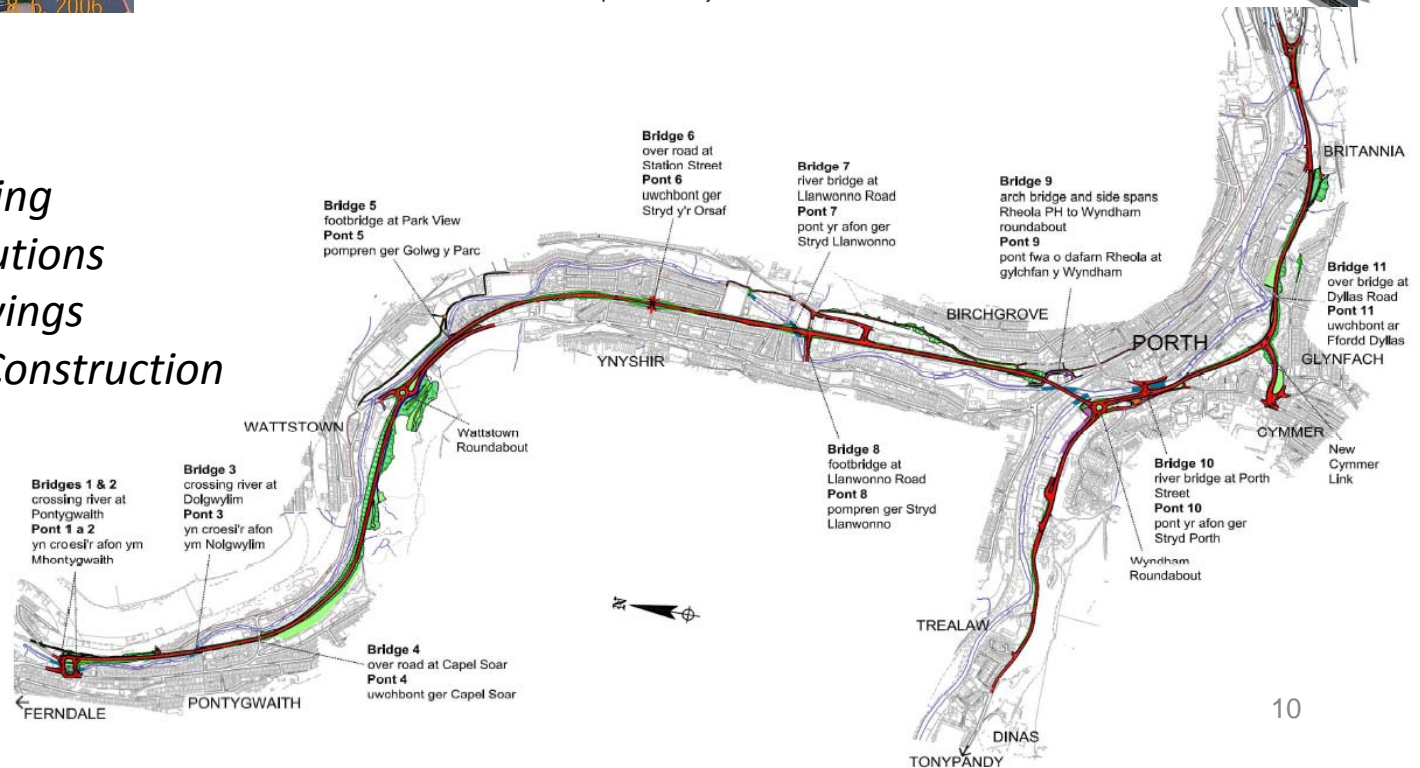 8.6.2006
ing
utions
vings
Construction
Bridge 6
over road at
Station Street
Pont 6
uwchbont ger
Stryd y'r Orsaf
Bridge 7
river bridge at
Llanwonno Road
Pont 7
pont yr afon ger
Stryd Llanwonno
Bridge 9
arch bridge and side spans
Rheola PH to Wyndham
roundabout
Pont 9
pont fwa o dafarn Rheola at
gylchfan y Wyndham
BRITANNIA
Bridge 5
footbridge at Park View
Pont 5
pompren ger Golwg y Parc
Bridge 11
over bridge at
Dyllas Road
Pont 11
uwchbont ar
Ffordd Dyllas
BIRCHGROVE
PORTH
GLYNFACH
YNYSHIR
WATTSTOWN
Wattstown
Roundabout
CYMMER
New
Cymmer
Link
Bridges 1 & 2
crossing river at
Pontygwaith
Pont 1 a 2
yn croesi'r afon ym
Mhontygwaith
Bridge 3
crossing river at
Dolgwylim
Pont 3
yn croesi'r afon
ym Nolgwylim
Bridge 8
footbridge at
Llanwonno Road
Pont 8
pompren ger Stryd
Llanwonno
Bridge 10
river bridge at Porth
Street
Pont 10
pont yr afon ger
Stryd Porth
Wyndham
Roundabout
N
TREALAW
Bridge 4
over road at Capel Soar
Pont 4
uwchbont ger Capel Soar
FERNDALE
PONTYGWAITH
DINAS
TONYPANDY
10